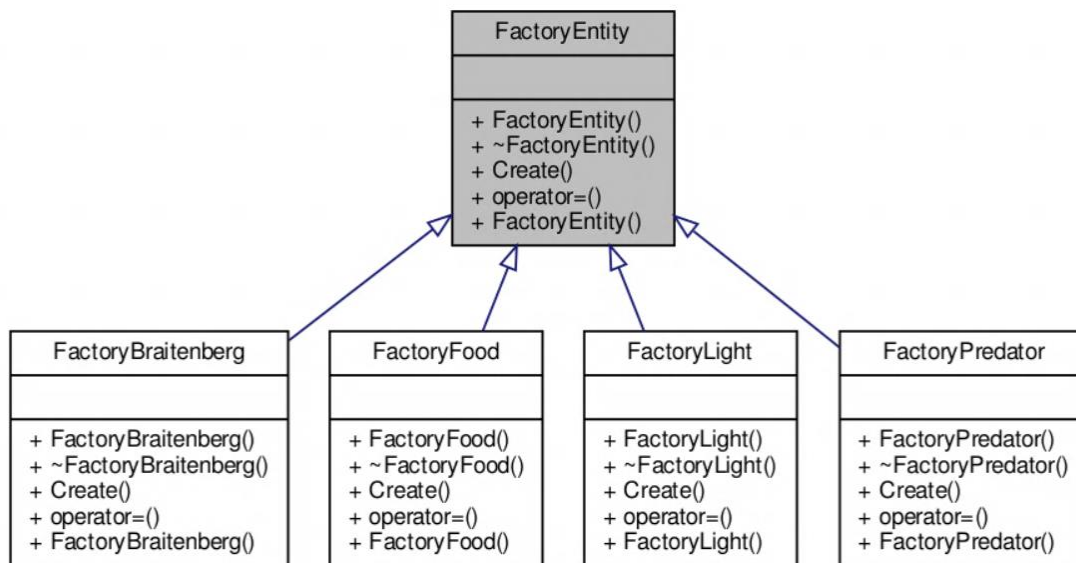 FactoryEntity
+ FactoryEntity()
+ ~FactoryEntity()
+ Create()
+ operator=()
+ FactoryEntity()
FactoryBraitenberg
+ FactoryBraitenberg()
+ ~FactoryBraitenberg()
+ Create()
+ operator=()
+ FactoryBraitenberg()
FactoryFood
+ FactoryFood()
+ ~FactoryFood()
+ Create()
+ operator=()
+ FactoryFood()
FactoryLight
+ FactoryLight()
+ ~FactoryLight()
+ Create()
+ operator=()
+ FactoryLight()
FactoryPredator
+ FactoryPredator()
+ ~FactoryPredator()
+ Create()
+ operator=()
+ FactoryPredator()